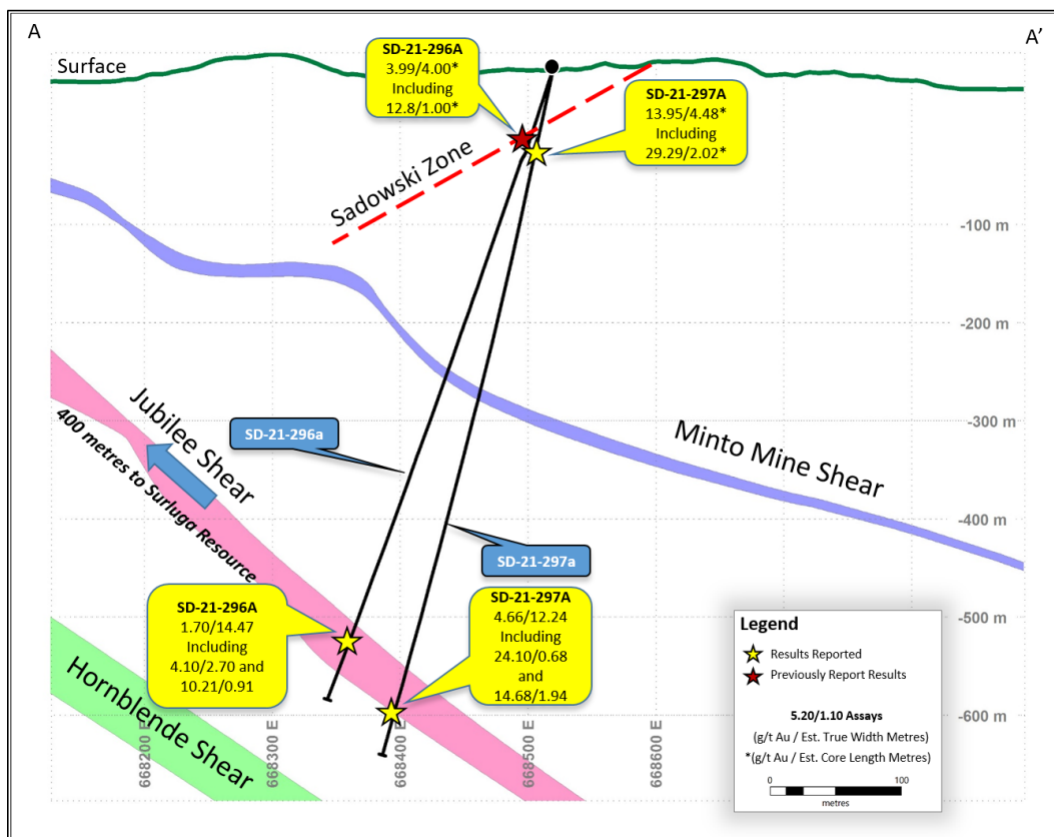 A
A'
Surface
SD-21-296A
3.99/4.00*
Including
12.8/1.00*
SD-21-297A
13.95/4.48*
Including
29.29/2.02*
Sadowski Zone
-100 m
-200 m
-300 m
-400 m
-500 m
-600 m
Minto Mine Shear
Jubilee Shear
400 metres to Surluga Resource
SD-21-296a
SD-21-297a
SD-21-296A
1.70/14.47
Including
4.10/2.70 and
10.21/0.91
SD-21-297A
4.66/12.24
Including
24.10/0.68
and
14.68/1.94
Hornblende Shear
668200 E
668300 E
668400 E
668500 E
668600 E
Legend
Results Reported
Previously Report Results
5.20/1.10 Assays
(g/t Au / Est. True Width Metres)
*(g/t Au / Est. Core Length Metres)
0 100
metres